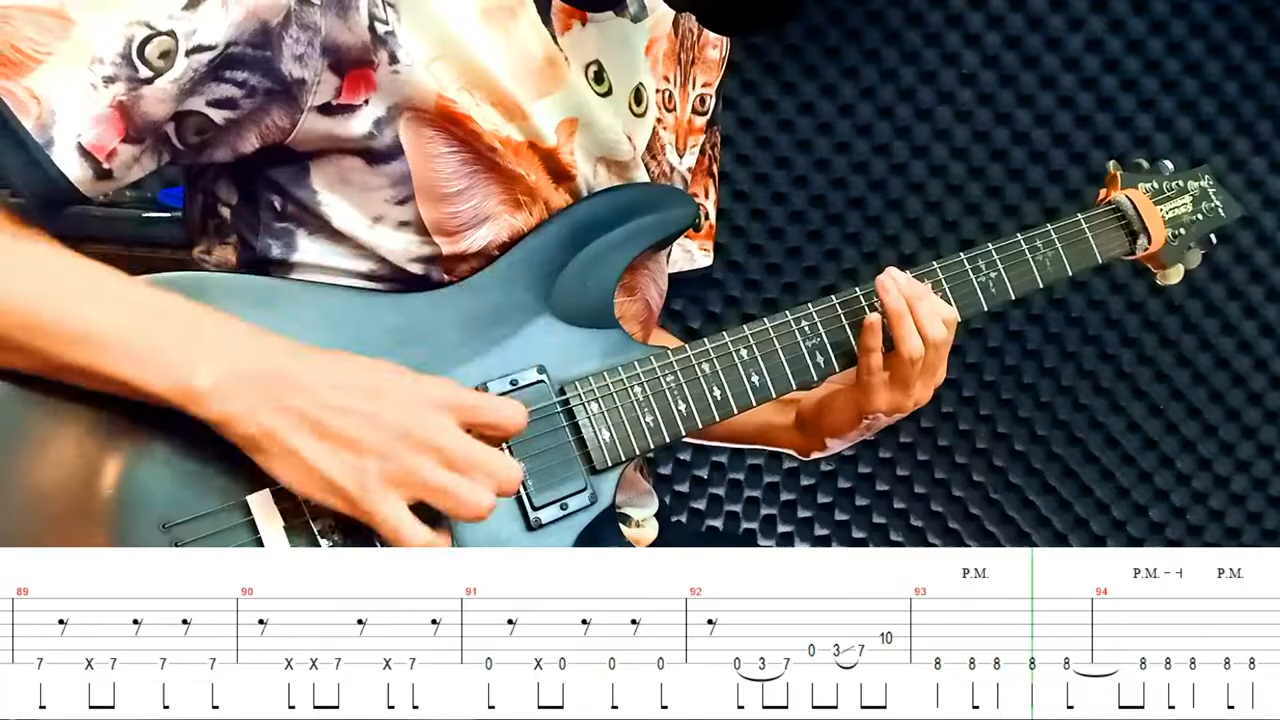 P.M. P.M. - - P.M.
89 90 91 92 93 94
10
0 3 7
7 X 7 7 7 X X 7 X 7 0 X 0 0 0 0 3 7 8 8 8 8 8 8 8 8 8 8